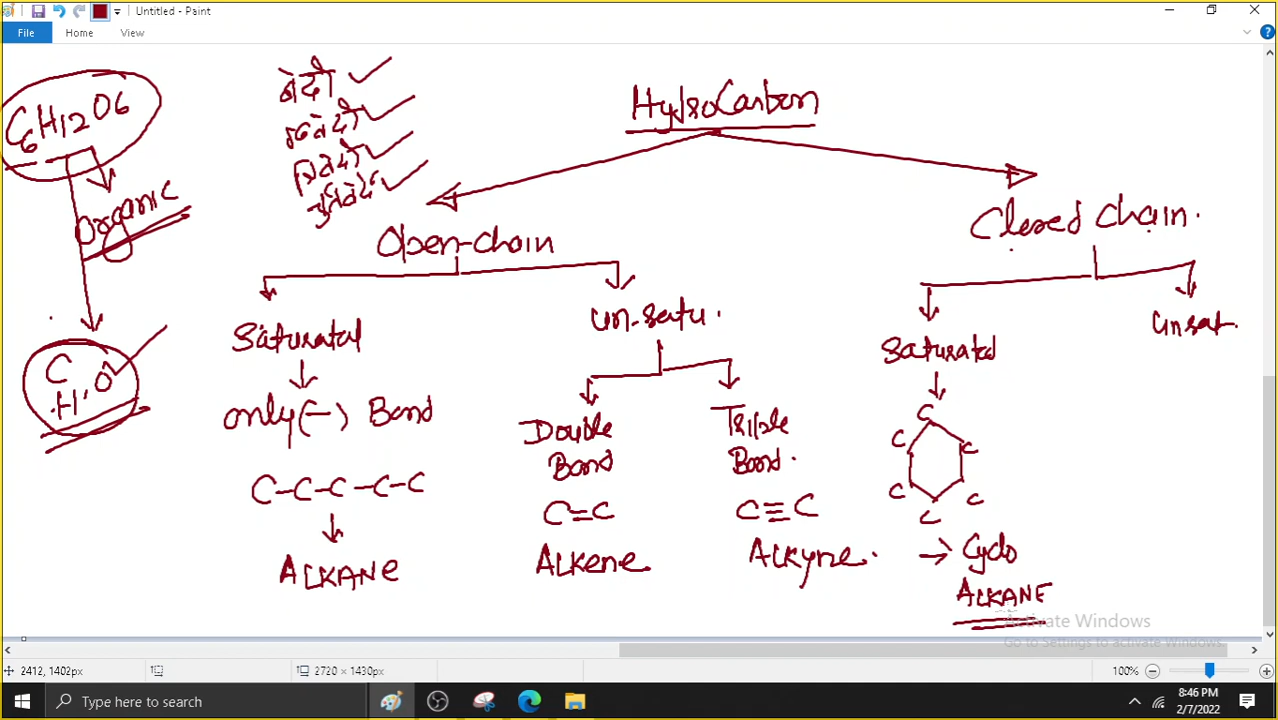 Untitled - Paint
File Home View
C6H12O6
Organic
C
H' O
HydroCarbon
Open-chain
Closed Chain.
Saturated
un-satu.
Saturated
unsat.
only (—) Bond
Double
Bond
Triple
Bond.
C-C-C-C-C
C=C
C≡C
C
C
C
C
C
C
ALKANE
ALKene
ALKyne.
→ Cyclo
ALKANE
Activate Windows
Go to Settings to activate Windows.
2412, 1402px
2720 × 1430px
100%
Type here to search
8:46 PM
2/7/2022